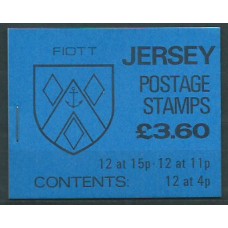 FIOTT
JERSEY
POSTAGE
STAMPS
£3.60
12 at 15p · 12 at 11p
CONTENTS: 12 at 4p